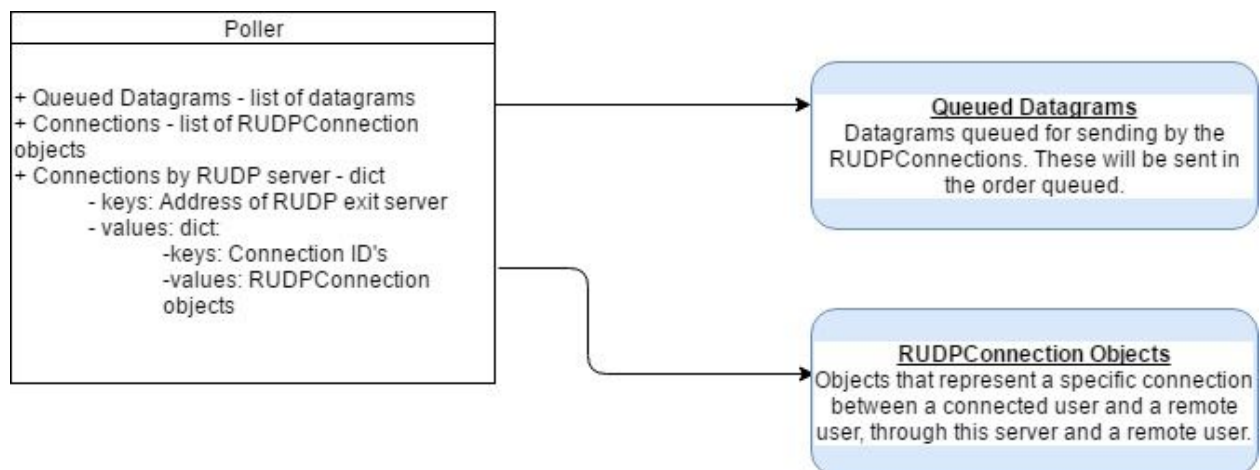 Poller
+ Queued Datagrams - list of datagrams
+ Connections - list of RUDPConnection
objects
+ Connections by RUDP server - dict
- keys: Address of RUDP exit server
- values: dict:
-keys: Connection ID's
-values: RUDPConnection
objects
Queued Datagrams
Datagrams queued for sending by the
RUDPConnections. These will be sent in
the order queued.
RUDPConnection Objects
Objects that represent a specific connection
between a connected user and a remote
user, through this server and a remote user.